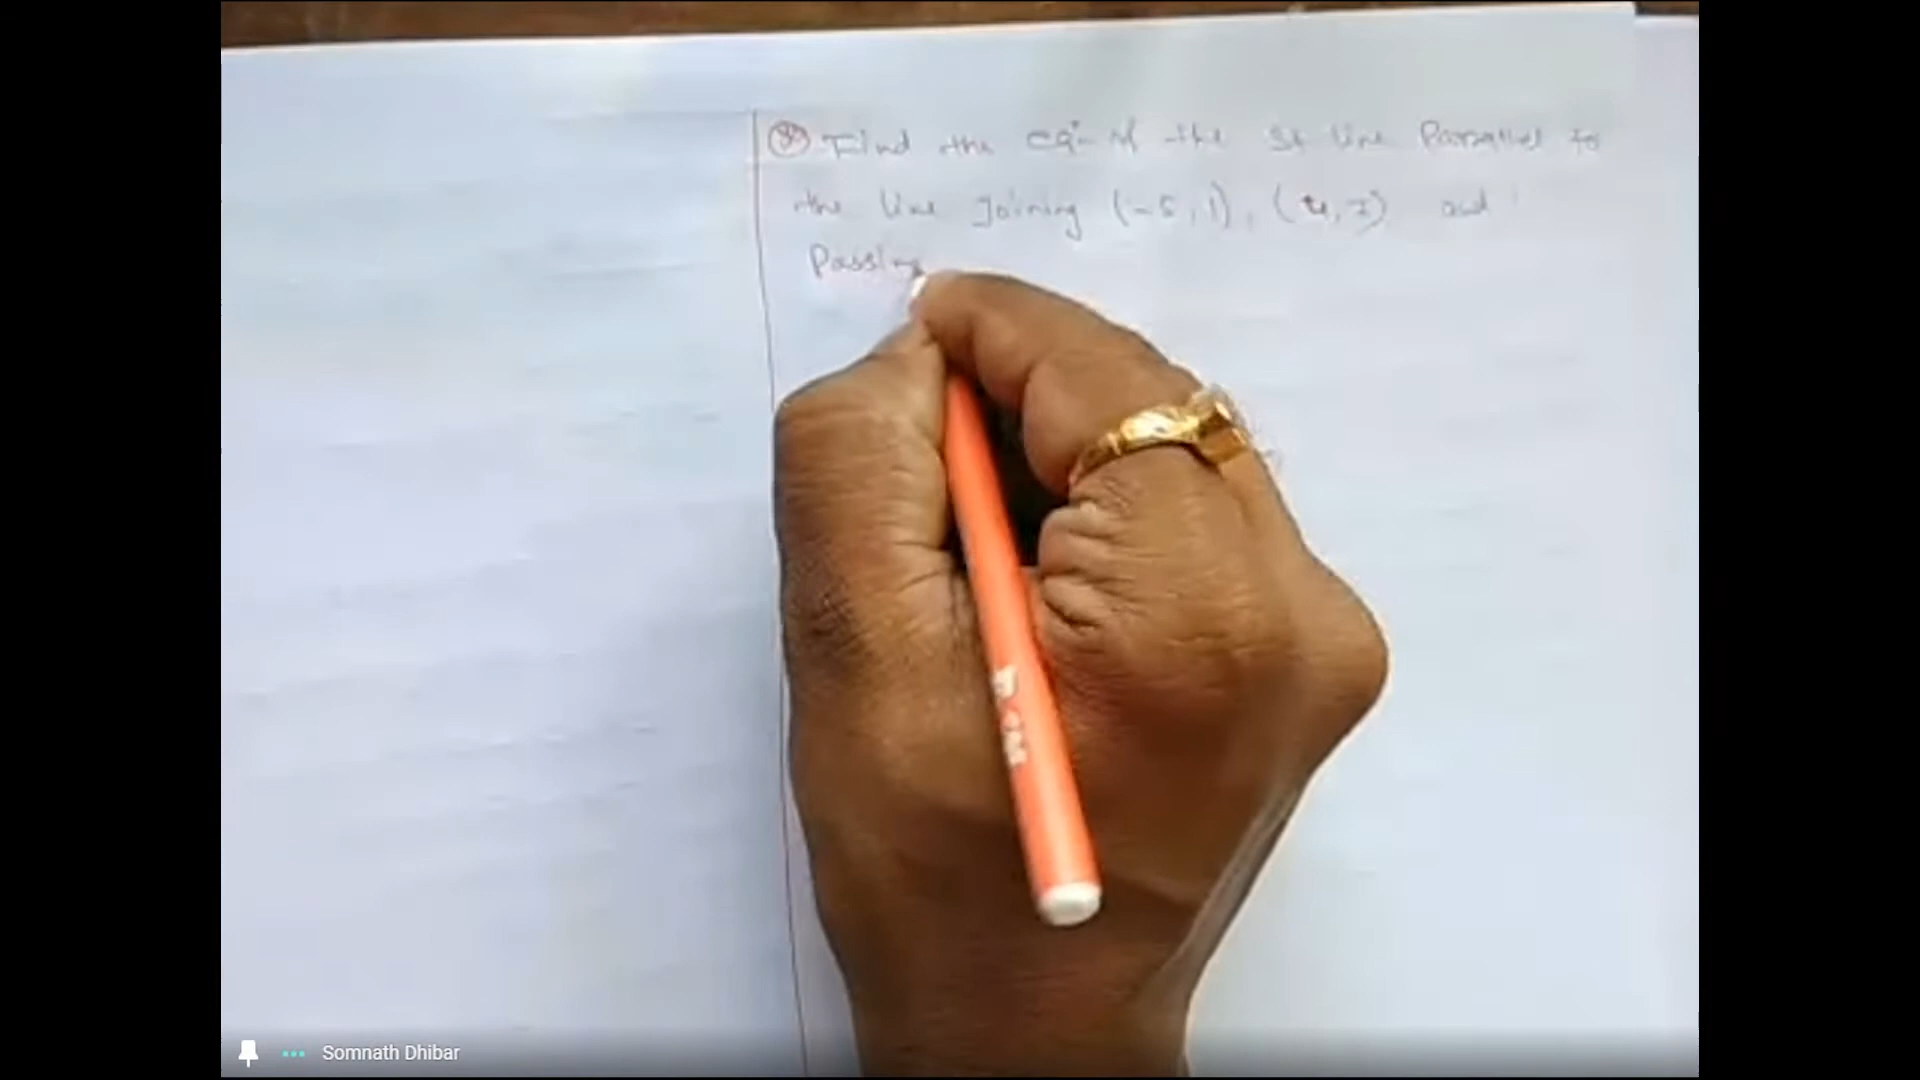 Find the eqn of the St line Parallel to
the line Joining (-5, 1), (4, 7) and
Passing
Somnath Dhibar